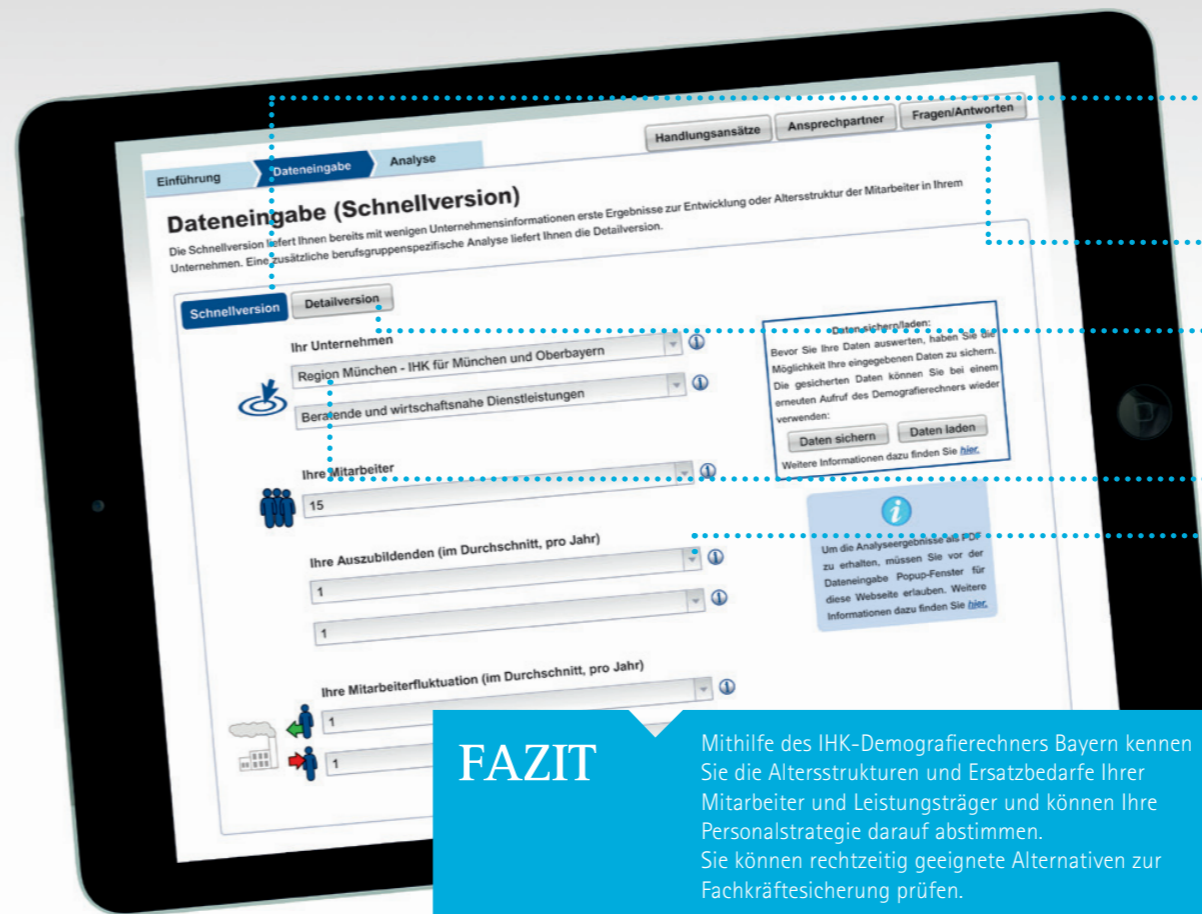 Handlungsansätze Ansprechpartner Fragen/Antworten
Einführung Dateneingabe Analyse
Dateneingabe (Schnellversion)
Die Schnellversion liefert Ihnen bereits mit wenigen Unternehmensinformationen erste Ergebnisse zur Entwicklung oder Altersstruktur der Mitarbeiter in Ihrem
Unternehmen. Eine zusätzliche berufsgruppenspezifische Analyse liefert Ihnen die Detailversion.
Schnellversion Detailversion
Ihr Unternehmen
Region München - IHK für München und Oberbayern
Beratende und wirtschaftsnahe Dienstleistungen
Ihre Mitarbeiter
15
Ihre Auszubildenden (im Durchschnitt, pro Jahr)
1
1
Ihre Mitarbeiterfluktuation (im Durchschnitt, pro Jahr)
1
1
Daten sichern/laden:
Bevor Sie Ihre Daten auswerten, haben Sie die
Möglichkeit Ihre eingegebenen Daten zu sichern.
Die gesicherten Daten können Sie bei einem
erneuten Aufruf des Demografierechners wieder
verwenden:
Daten sichern Daten laden
Weitere Informationen dazu finden Sie hier.
i
Um die Analyseergebnisse als PDF
zu erhalten, müssen Sie vor der
Dateneingabe Popup-Fenster für
diese Webseite erlauben. Weitere
Informationen dazu finden Sie hier.
FAZIT
Mithilfe des IHK-Demografierechners Bayern kennen
Sie die Altersstrukturen und Ersatzbedarfe Ihrer
Mitarbeiter und Leistungsträger und können Ihre
Personalstrategie darauf abstimmen.
Sie können rechtzeitig geeignete Alternativen zur
Fachkräftesicherung prüfen.